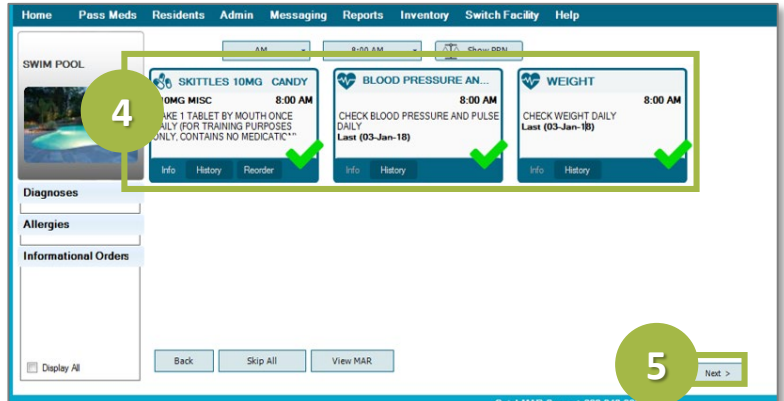 Home Pass Meds Residents Admin Messaging Reports Inventory Switch Facility Help
SWIM POOL
AM 8:00 AM Show PRN
4
SKITTLES 10MG CANDY
10MG MISC 8:00 AM
TAKE 1 TABLET BY MOUTH ONCE
DAILY (FOR TRAINING PURPOSES
ONLY, CONTAINS NO
Info History Reorder
BLOOD PRESSURE AN...
8:00 AM
CHECK BLOOD PRESSURE AND PULSE
DAILY
Last (03-Jan-18)
Info History
WEIGHT
8:00 AM
CHECK WEIGHT DAILY
Last (03-Jan-18)
Info History
Diagnoses
Allergies
Informational Orders
Display All
Back Skip All View MAR
5
Next >